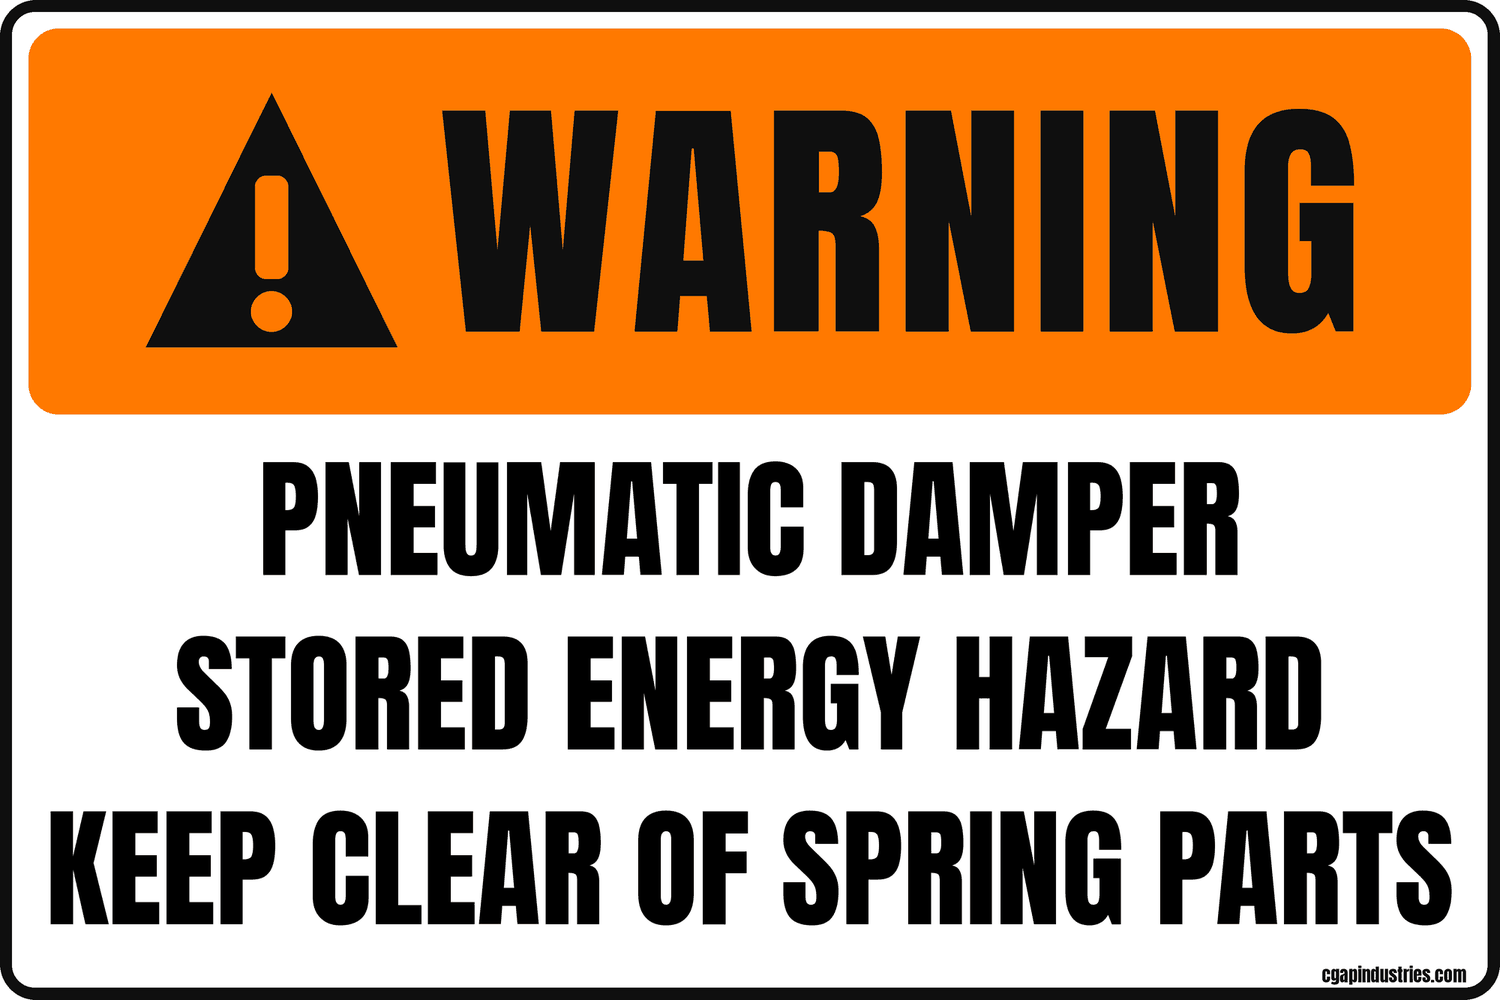 WARNING
PNEUMATIC DAMPER
STORED ENERGY HAZARD
KEEP CLEAR OF SPRING PARTS
cgapindustries.com